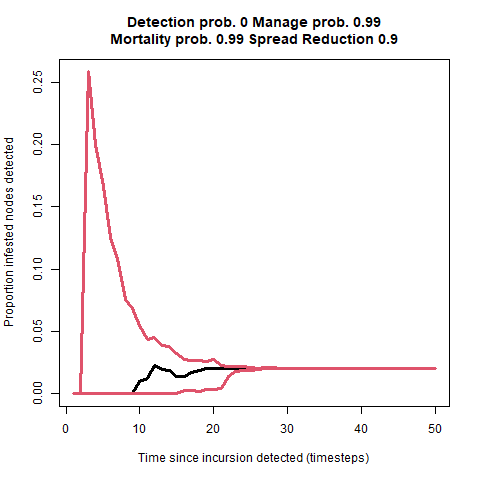 Detection prob. 0 Manage prob. 0.99
Mortality prob. 0.99 Spread Reduction 0.9
Proportion infested nodes detected
0.25
0.20
0.15
0.10
0.05
0.00
0 10 20 30 40 50
Time since incursion detected (timesteps)